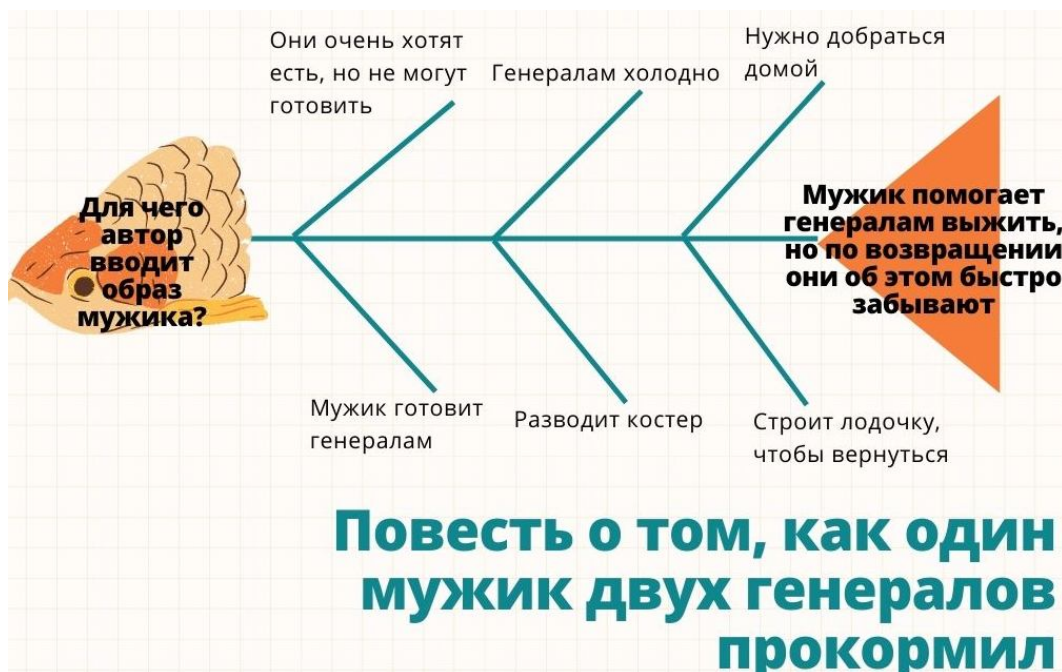 Они очень хотят
есть, но не могут
готовить
Генералам холодно
Нужно добраться
домой
Для чего
автор
вводит
образ
мужика?
Мужик помогает
генералам выжить,
но по возвращении
они об этом быстро
забывают
Мужик готовит
генералам
Разводит костер
Строит лодочку,
чтобы вернуться
Повесть о том, как один
мужик двух генералов
прокормил